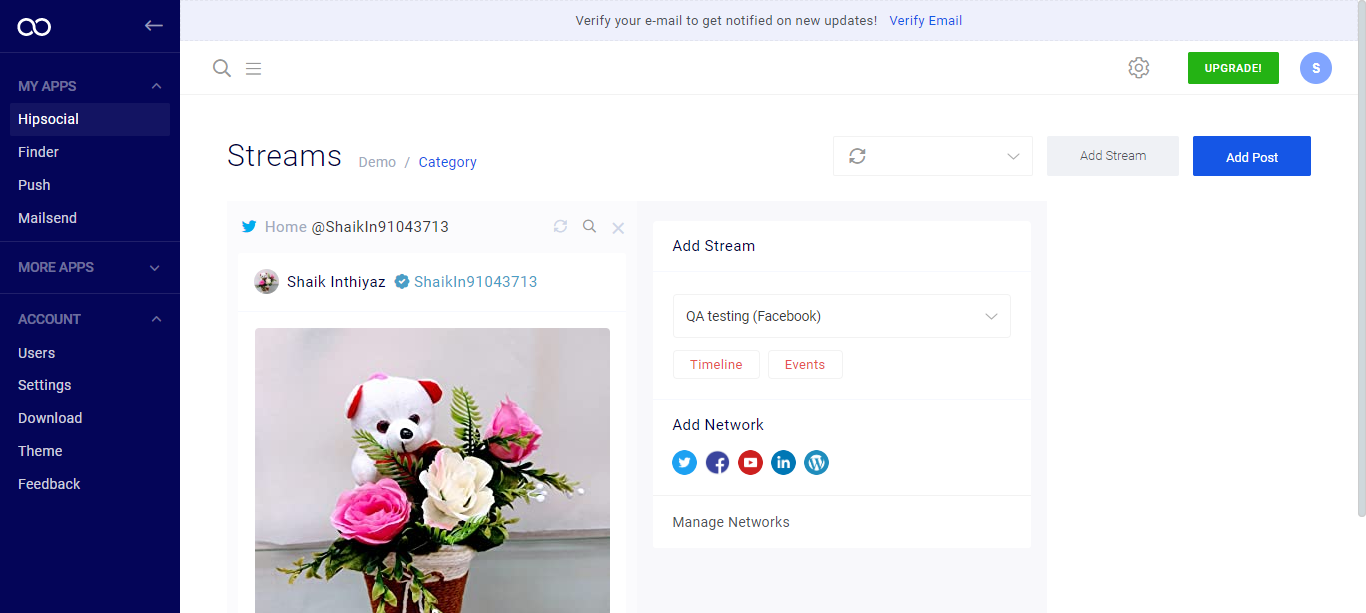 Verify your e-mail to get notified on new updates! Verify Email
UPGRADE!
S
MY APPS
Hipsocial
Finder
Push
Mailsend
MORE APPS
ACCOUNT
Users
Settings
Download
Theme
Feedback
Streams Demo / Category
Add Stream
Add Post
Home @ShaikIn91043713
Shaik Inthiyaz ShaikIn91043713
Add Stream
QA testing (Facebook)
Timeline Events
Add Network
Manage Networks